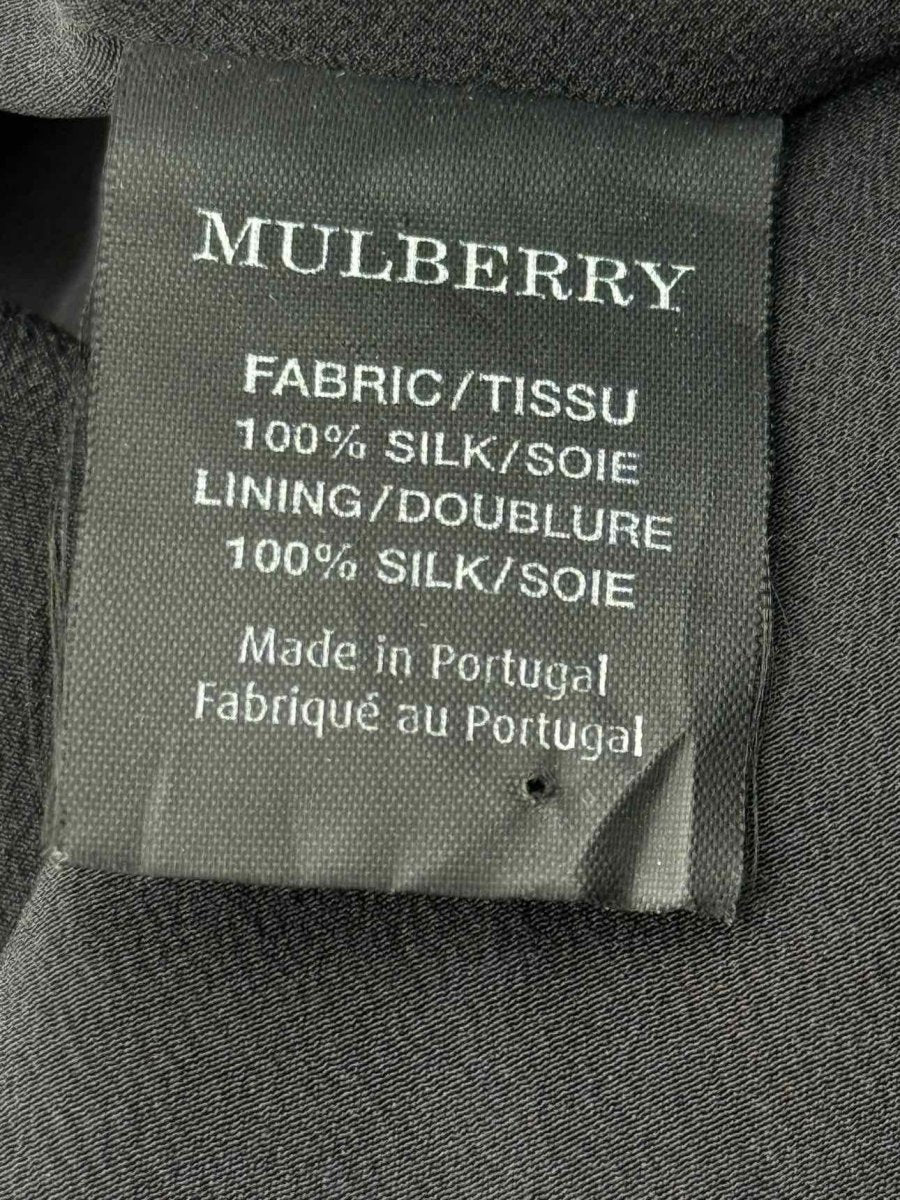 MULBERRY
FABRIC/TISSU
100% SILK/SOIE
LINING/DOUBLURE
100% SILK/SOIE
Made in Portugal
Fabriqué au Portugal